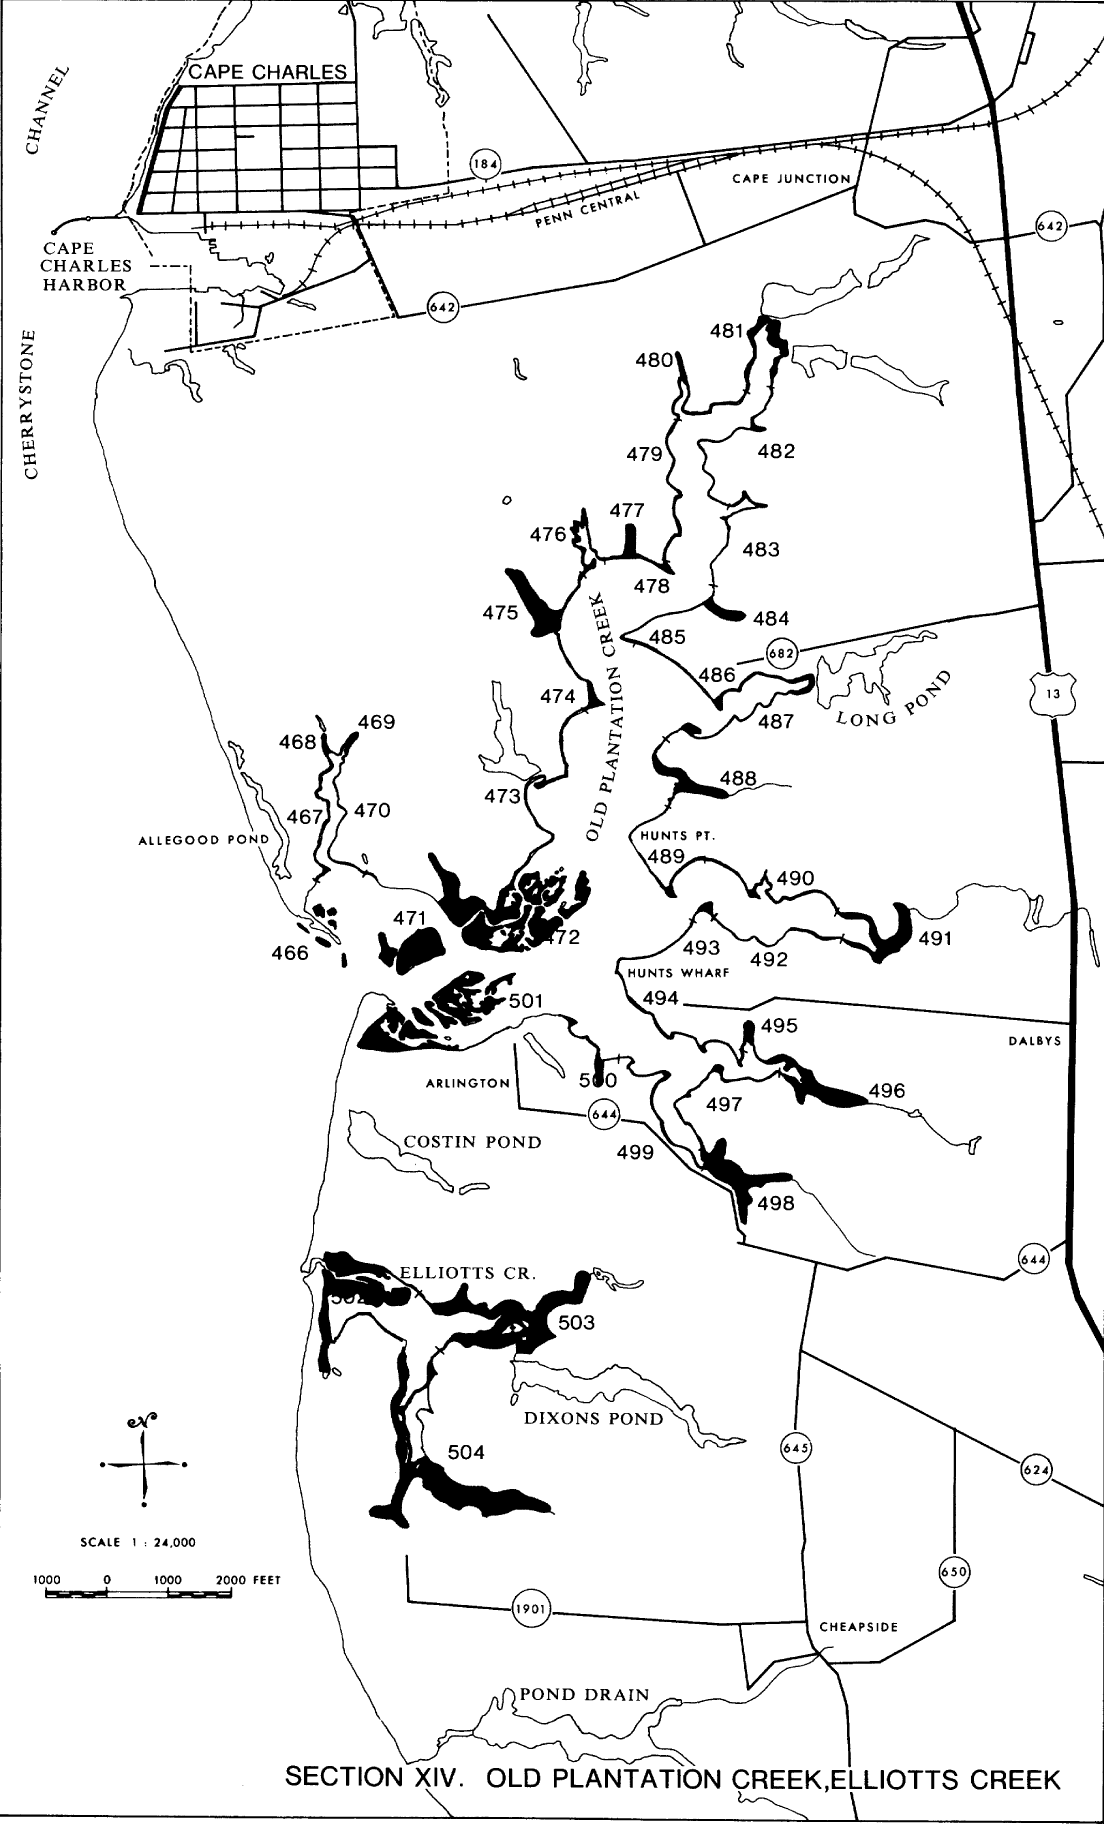 CHANNEL
CAPE CHARLES
184
CAPE JUNCTION
PENN CENTRAL
642
CAPE
CHARLES
HARBOR
642
CHERRYSTONE
481
480
482
479
477
476
483
478
475
484
485
682
486
474
487
LONG POND
13
OLD PLANTATION CREEK
469
468
488
473
467
470
ALLEGOOD POND
HUNTS PT.
489
490
471
472
491
466
493
492
HUNTS WHARF
494
501
495
DALBYS
ARLINGTON
500
496
497
644
COSTIN POND
499
498
644
ELLIOTTS CR.
502
503
DIXONS POND
504
645
624
N
SCALE 1 : 24,000
1000 0 1000 2000 FEET
650
1901
CHEAPSIDE
POND DRAIN
SECTION XIV. OLD PLANTATION CREEK,ELLIOTTS CREEK